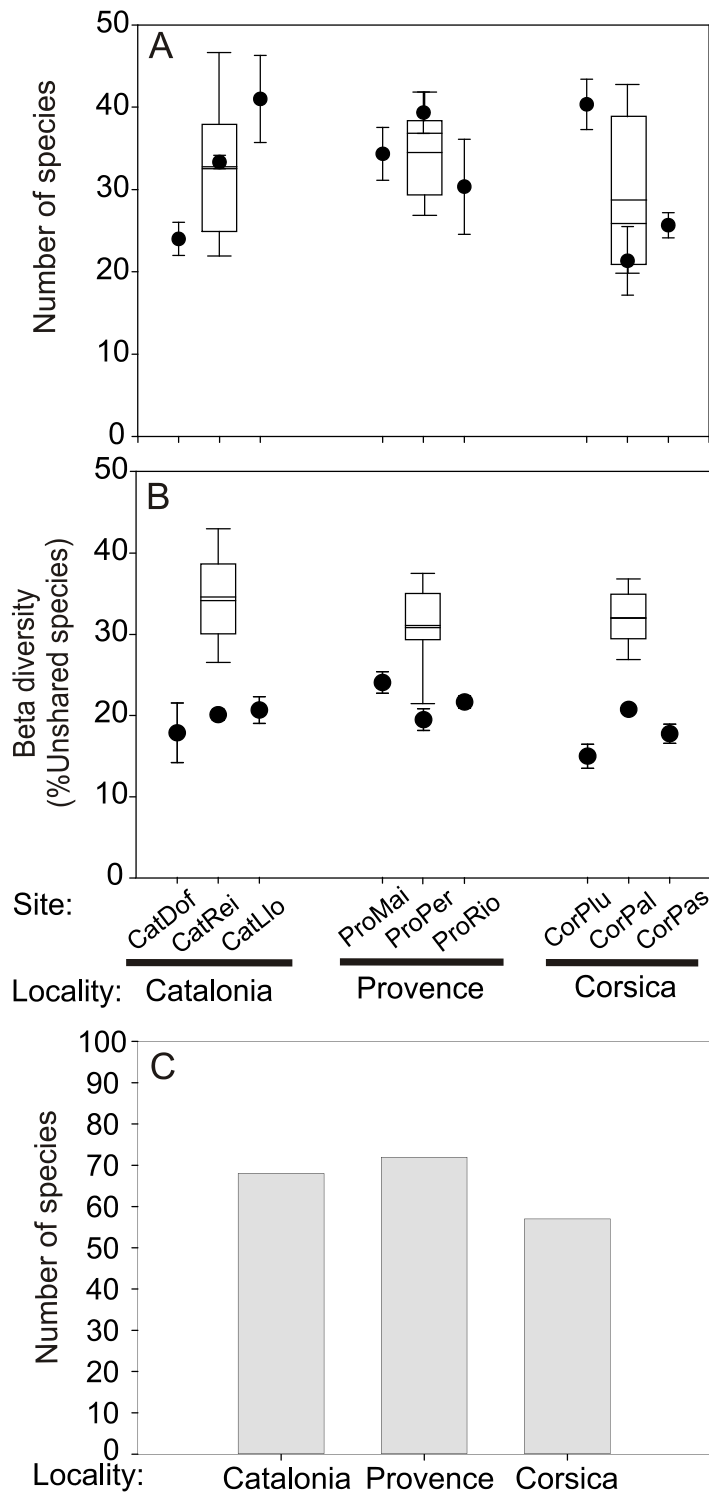 A
50
40
30
20
10
0
Number of species
B
50
40
30
20
10
0
Beta diversity
(%Unshared species)
Site: CatDof CatRei CatLlo ProMai ProPer ProRio CorPlu CorPal CorPas
Locality: Catalonia Provence Corsica
C
100
90
80
70
60
50
40
30
20
10
0
Number of species
Locality: Catalonia Provence Corsica